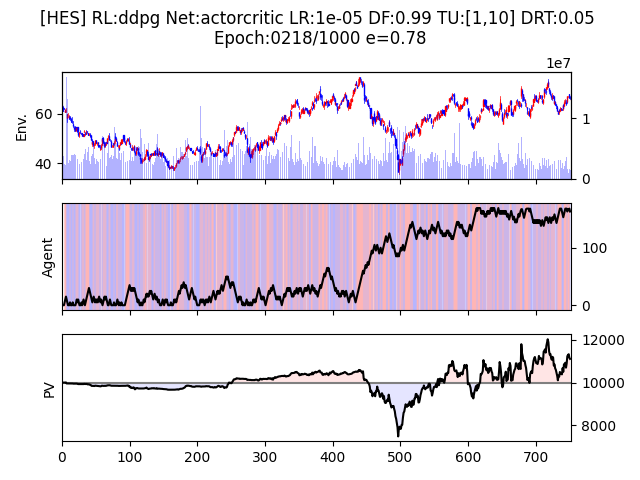 [HES] RL:ddpg Net:actorcritic LR:1e-05 DF:0.99 TU:[1,10] DRT:0.05
Epoch:0218/1000 e=0.78
1e7
Env.
60
40
1
0
Agent
100
0
PV
12000
10000
8000
0 100 200 300 400 500 600 700